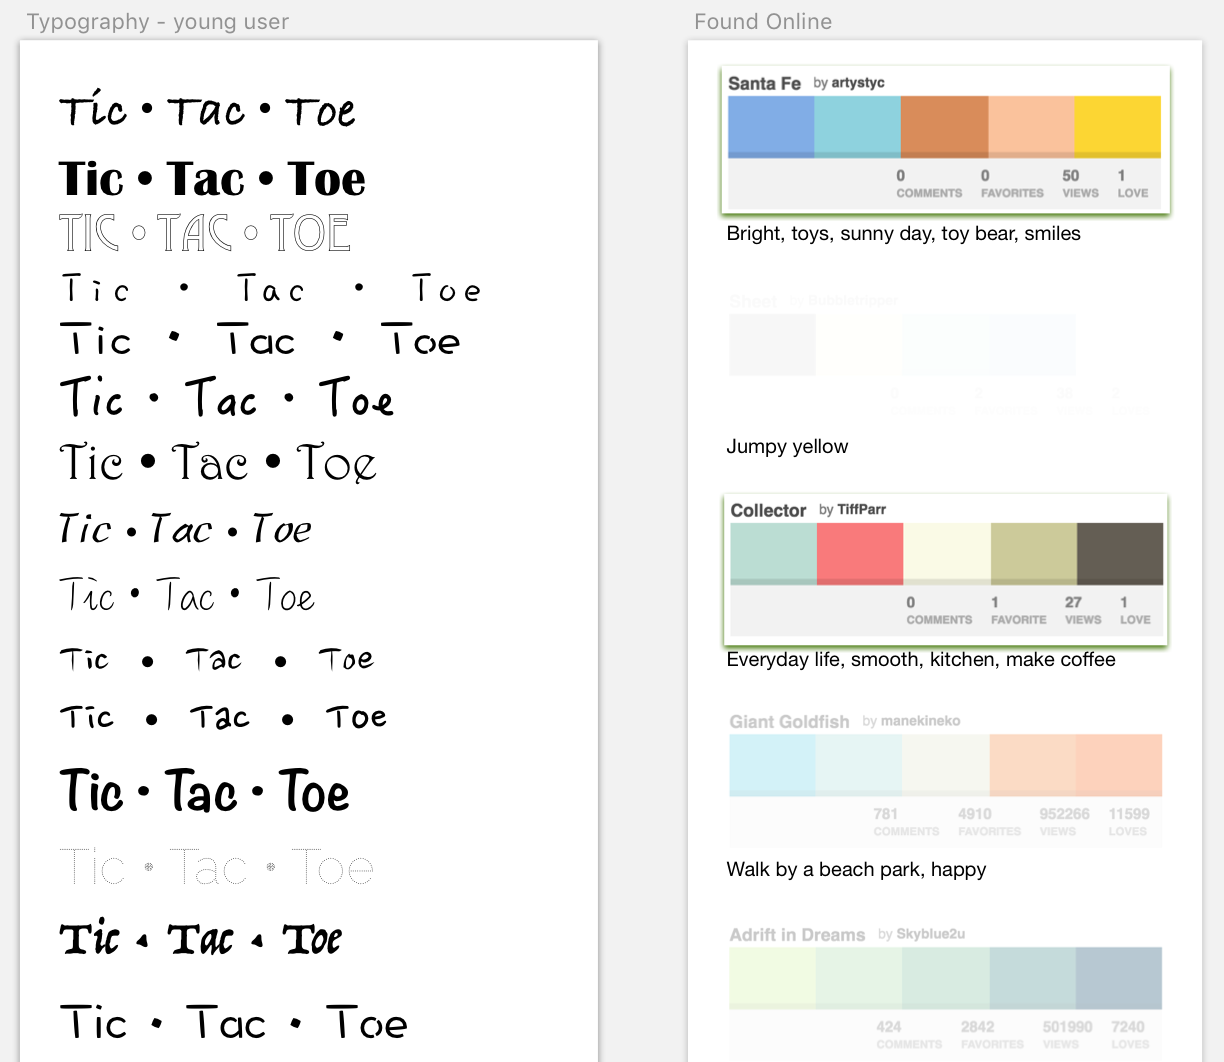 Typography - young user
Tic • Tac • Toe
Tic • Tac • Toe
TIC • TAC • TOE
Tic • Tac • Toe
Tic • Tac • Toe
Tic • Tac • Toe
Tic • Tac • Toe
Tic • Tac • Toe
Tic • Tac • Toe
Tic • Tac • Toe
Tic • Tac • Toe
Tic • Tac • Toe
Tic • Tac • Toe
Tic • Tac • Toe
Tic • Tac • Toe
Found Online
Santa Fe by artystyc
0 0 50 1
COMMENTS FAVORITES VIEWS LOVE
Bright, toys, sunny day, toy bear, smiles
Sheet by
Jumpy yellow
Collector by TiffParr
0 1 27 1
COMMENTS FAVORITE VIEWS LOVE
Everyday life, smooth, kitchen, make coffee
Giant Goldfish by manekineko
781 4910 952266 11599
COMMENTS FAVORITES VIEWS LOVES
Walk by a beach park, happy
Adrift in Dreams by Skyblue2u
424 2842 501990 7240
COMMENTS FAVORITES VIEWS LOVES